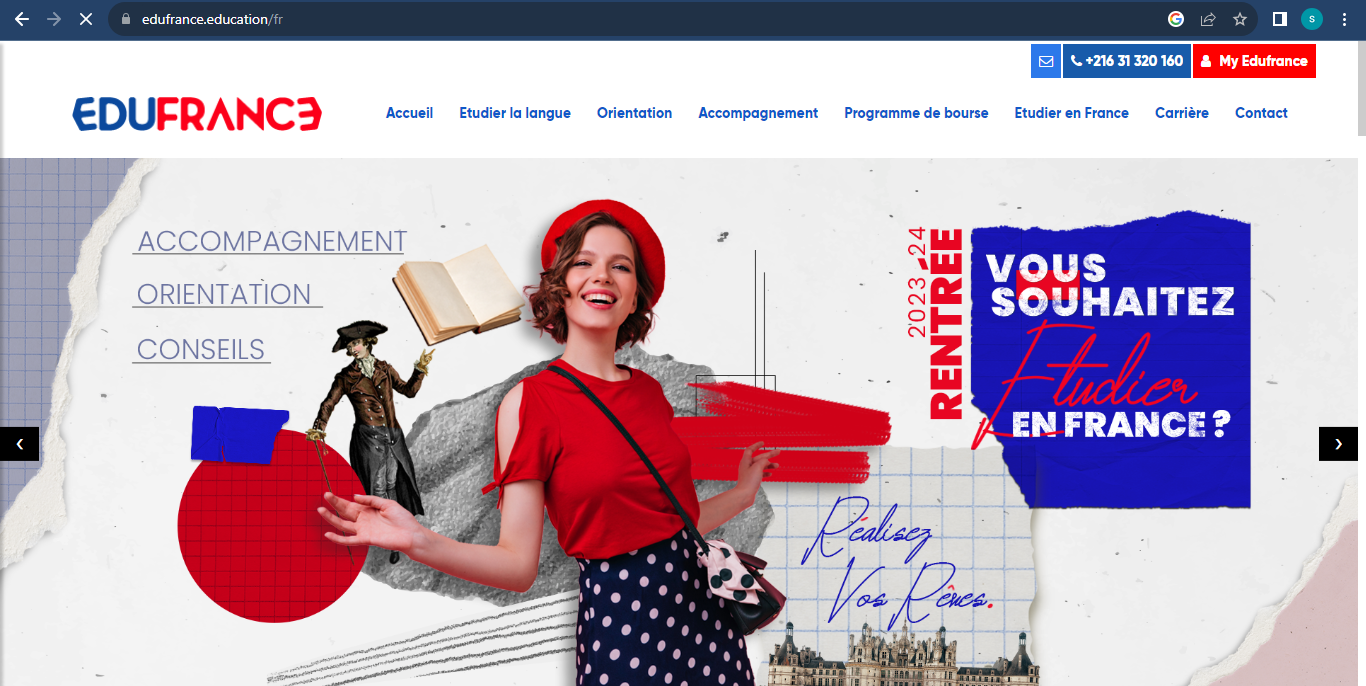 edufrance.education/fr
S
+216 31 320 160
My Edufrance
EDUFRANCE
Accueil
Etudier la langue
Orientation
Accompagnement
Programme de bourse
Etudier en France
Carrière
Contact
ACCOMPAGNEMENT
ORIENTATION
CONSEILS
RENTREE
2023-24
VOUS
SOUHAITEZ
Etudier
EN FRANCE ?
Réalisez
Vos Rêves.